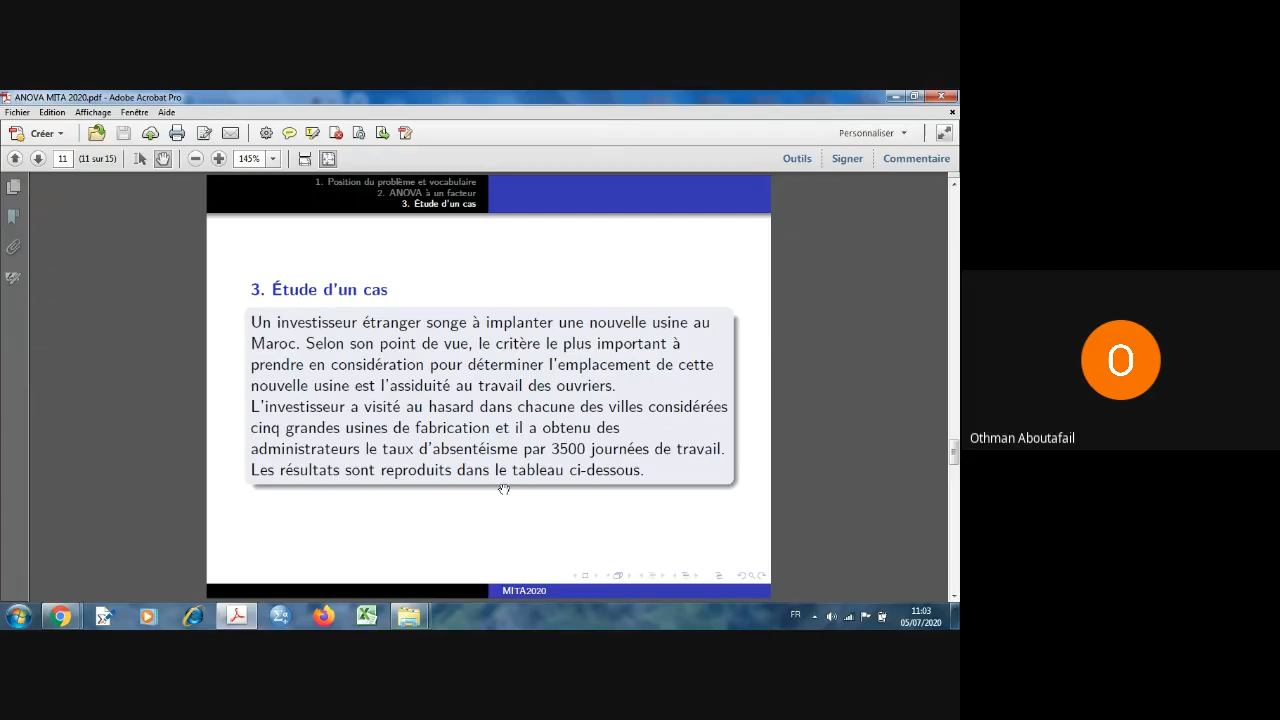 ANOVA MITA 2020.pdf - Adobe Acrobat Pro
Fichier Edition Affichage Fenêtre Aide
Créer
Personnaliser
11 (11 sur 15) 145%
Outils Signer Commentaire
1. Position du problème et vocabulaire
2. ANOVA à un facteur
3. Étude d'un cas
3. Étude d'un cas
Un investisseur étranger songe à implanter une nouvelle usine au
Maroc. Selon son point de vue, le critère le plus important à
prendre en considération pour déterminer l'emplacement de cette
nouvelle usine est l'assiduité au travail des ouvriers.
L'investisseur a visité au hasard dans chacune des villes considérées
cinq grandes usines de fabrication et il a obtenu des
administrateurs le taux d'absentéisme par 3500 journées de travail.
Les résultats sont reproduits dans le tableau ci-dessous.
MITA2020
FR
11:03
05/07/2020
O
Othman Aboutafail